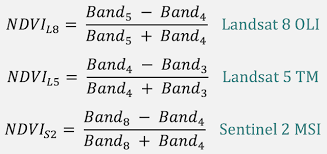 NDVI_L8 = (Band_5 − Band_4) / (Band_5 + Band_4) Landsat 8 OLI
NDVI_L5 = (Band_4 − Band_3) / (Band_4 + Band_3) Landsat 5 TM
NDVI_S2 = (Band_8 − Band_4) / (Band_8 + Band_4) Sentinel 2 MSI